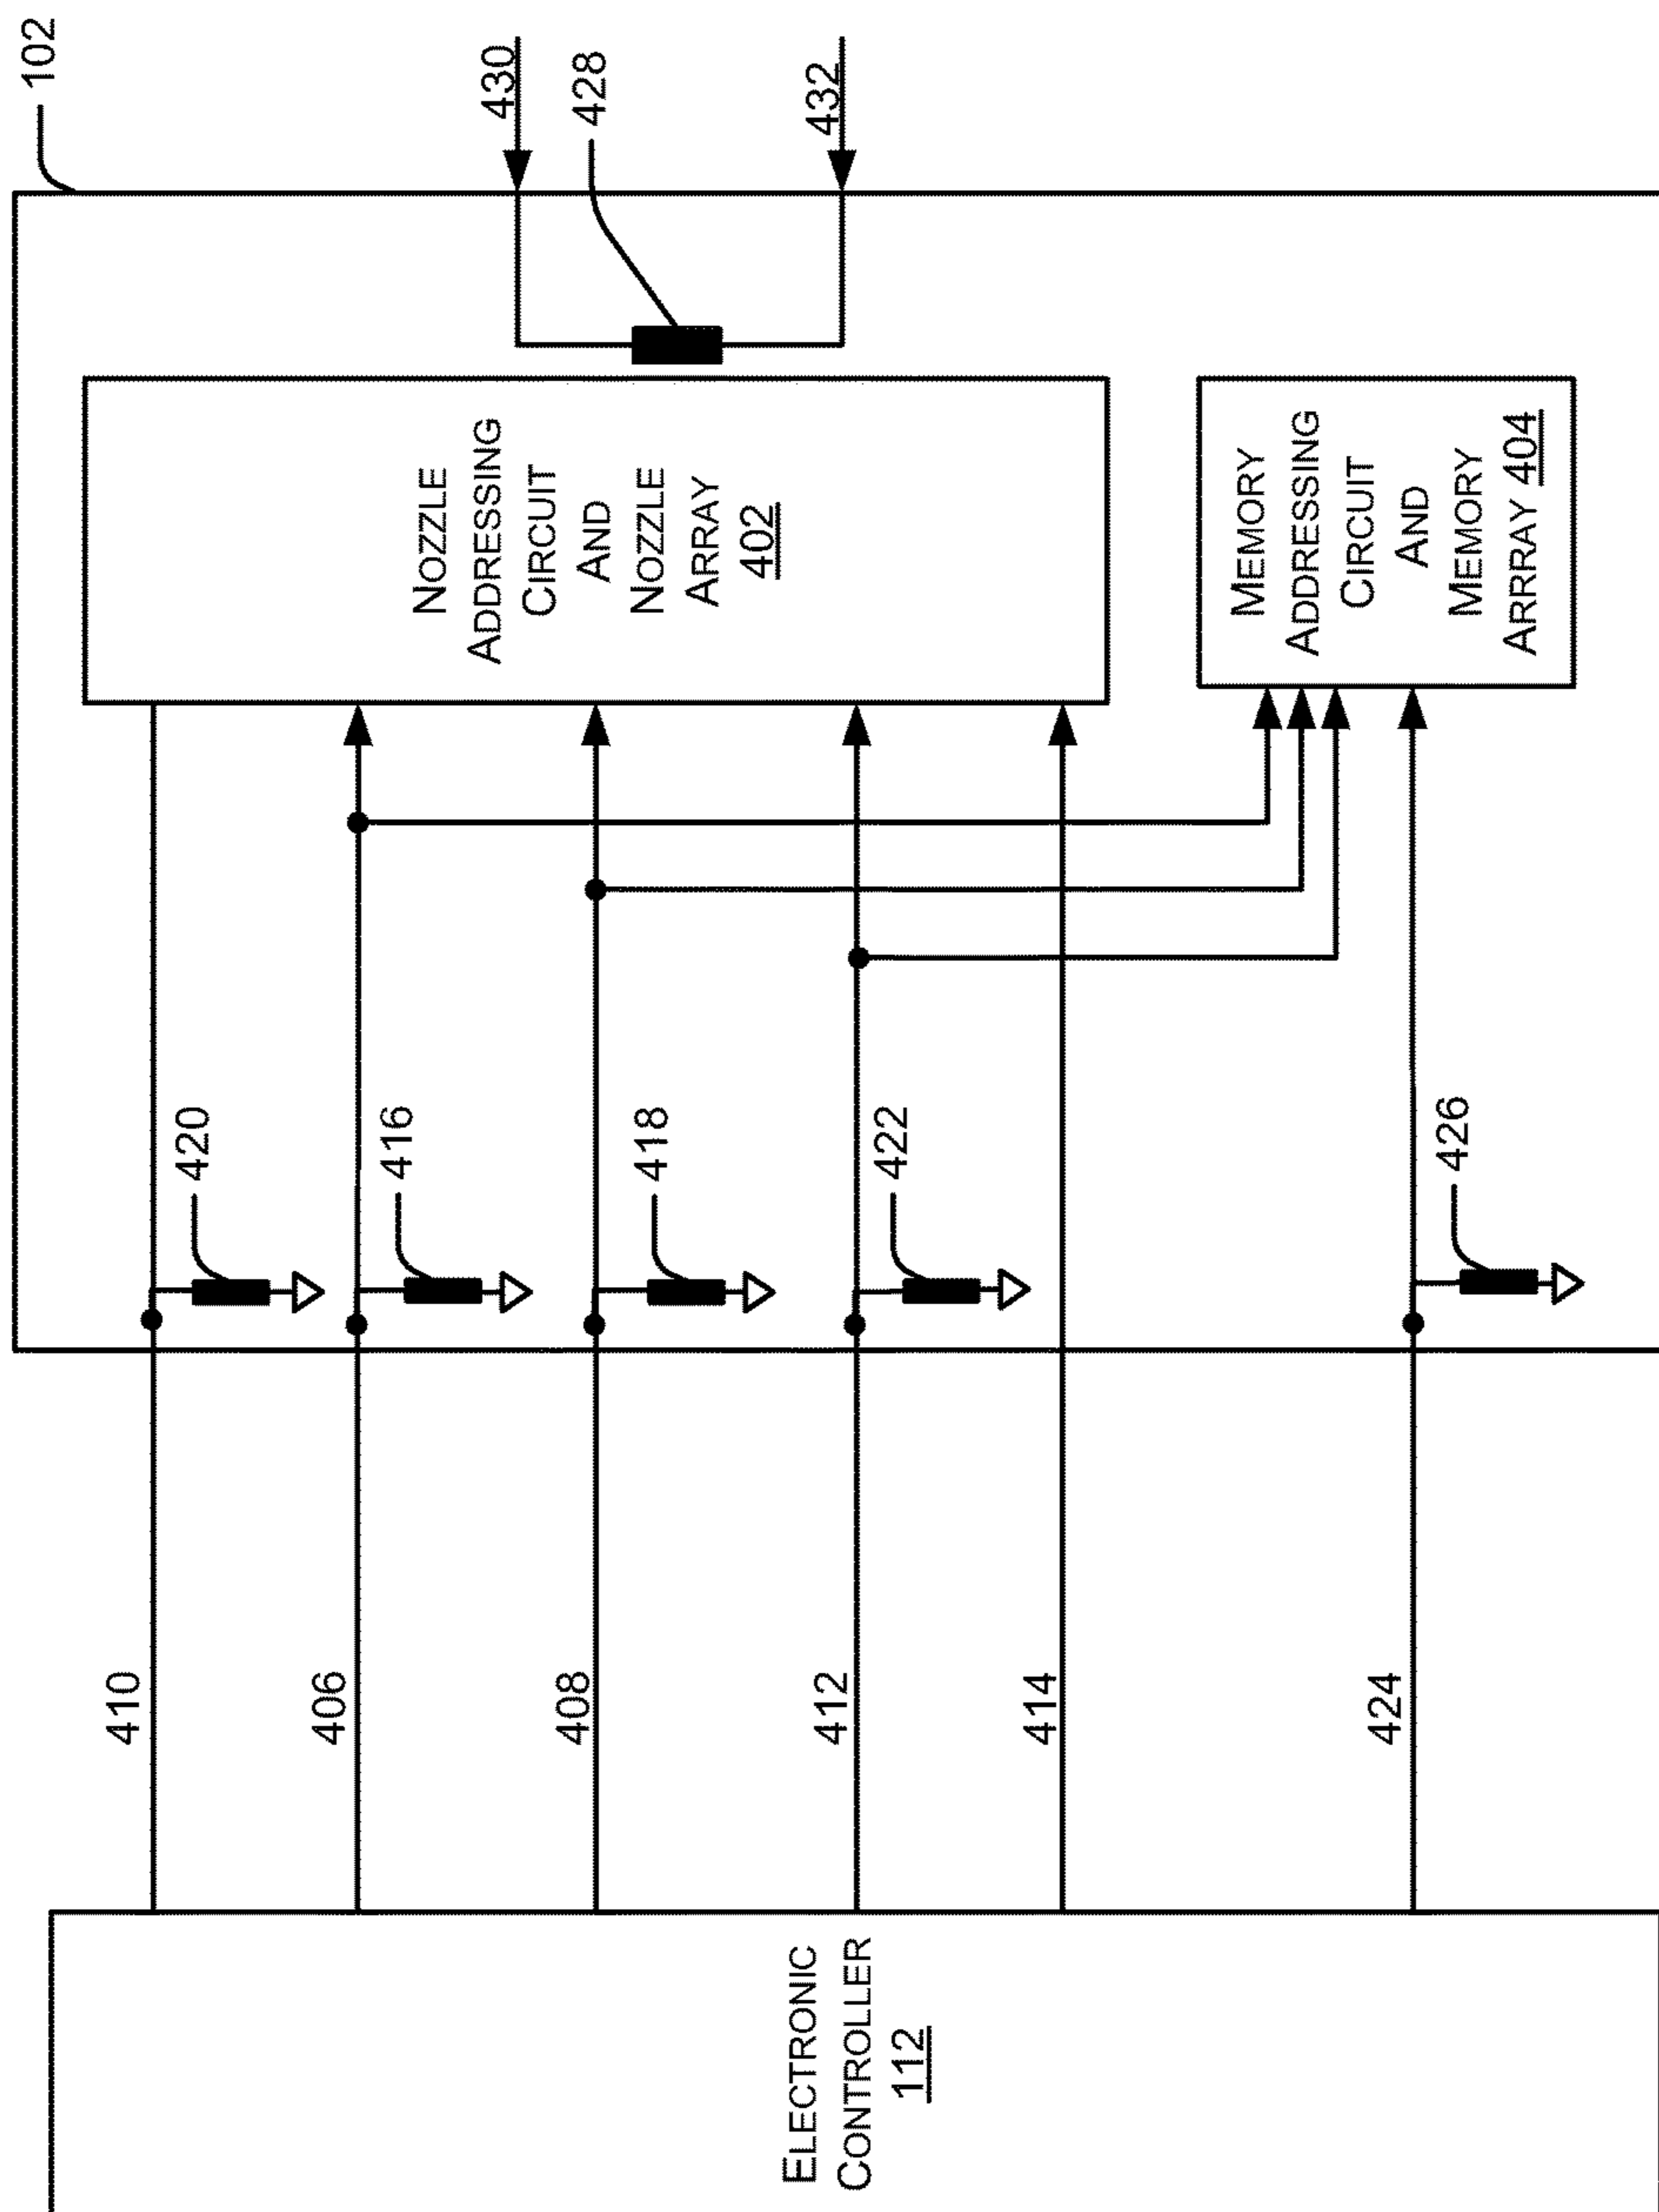 102
410
420
406
416
NOZZLE
ADDRESSING
CIRCUIT
AND
NOZZLE
ARRAY
402
430
428
432
408
418
ELECTRONIC
CONTROLLER
112
412
422
414
MEMORY
ADDRESSING
CIRCUIT
AND
MEMORY
ARRAY 404
424
426